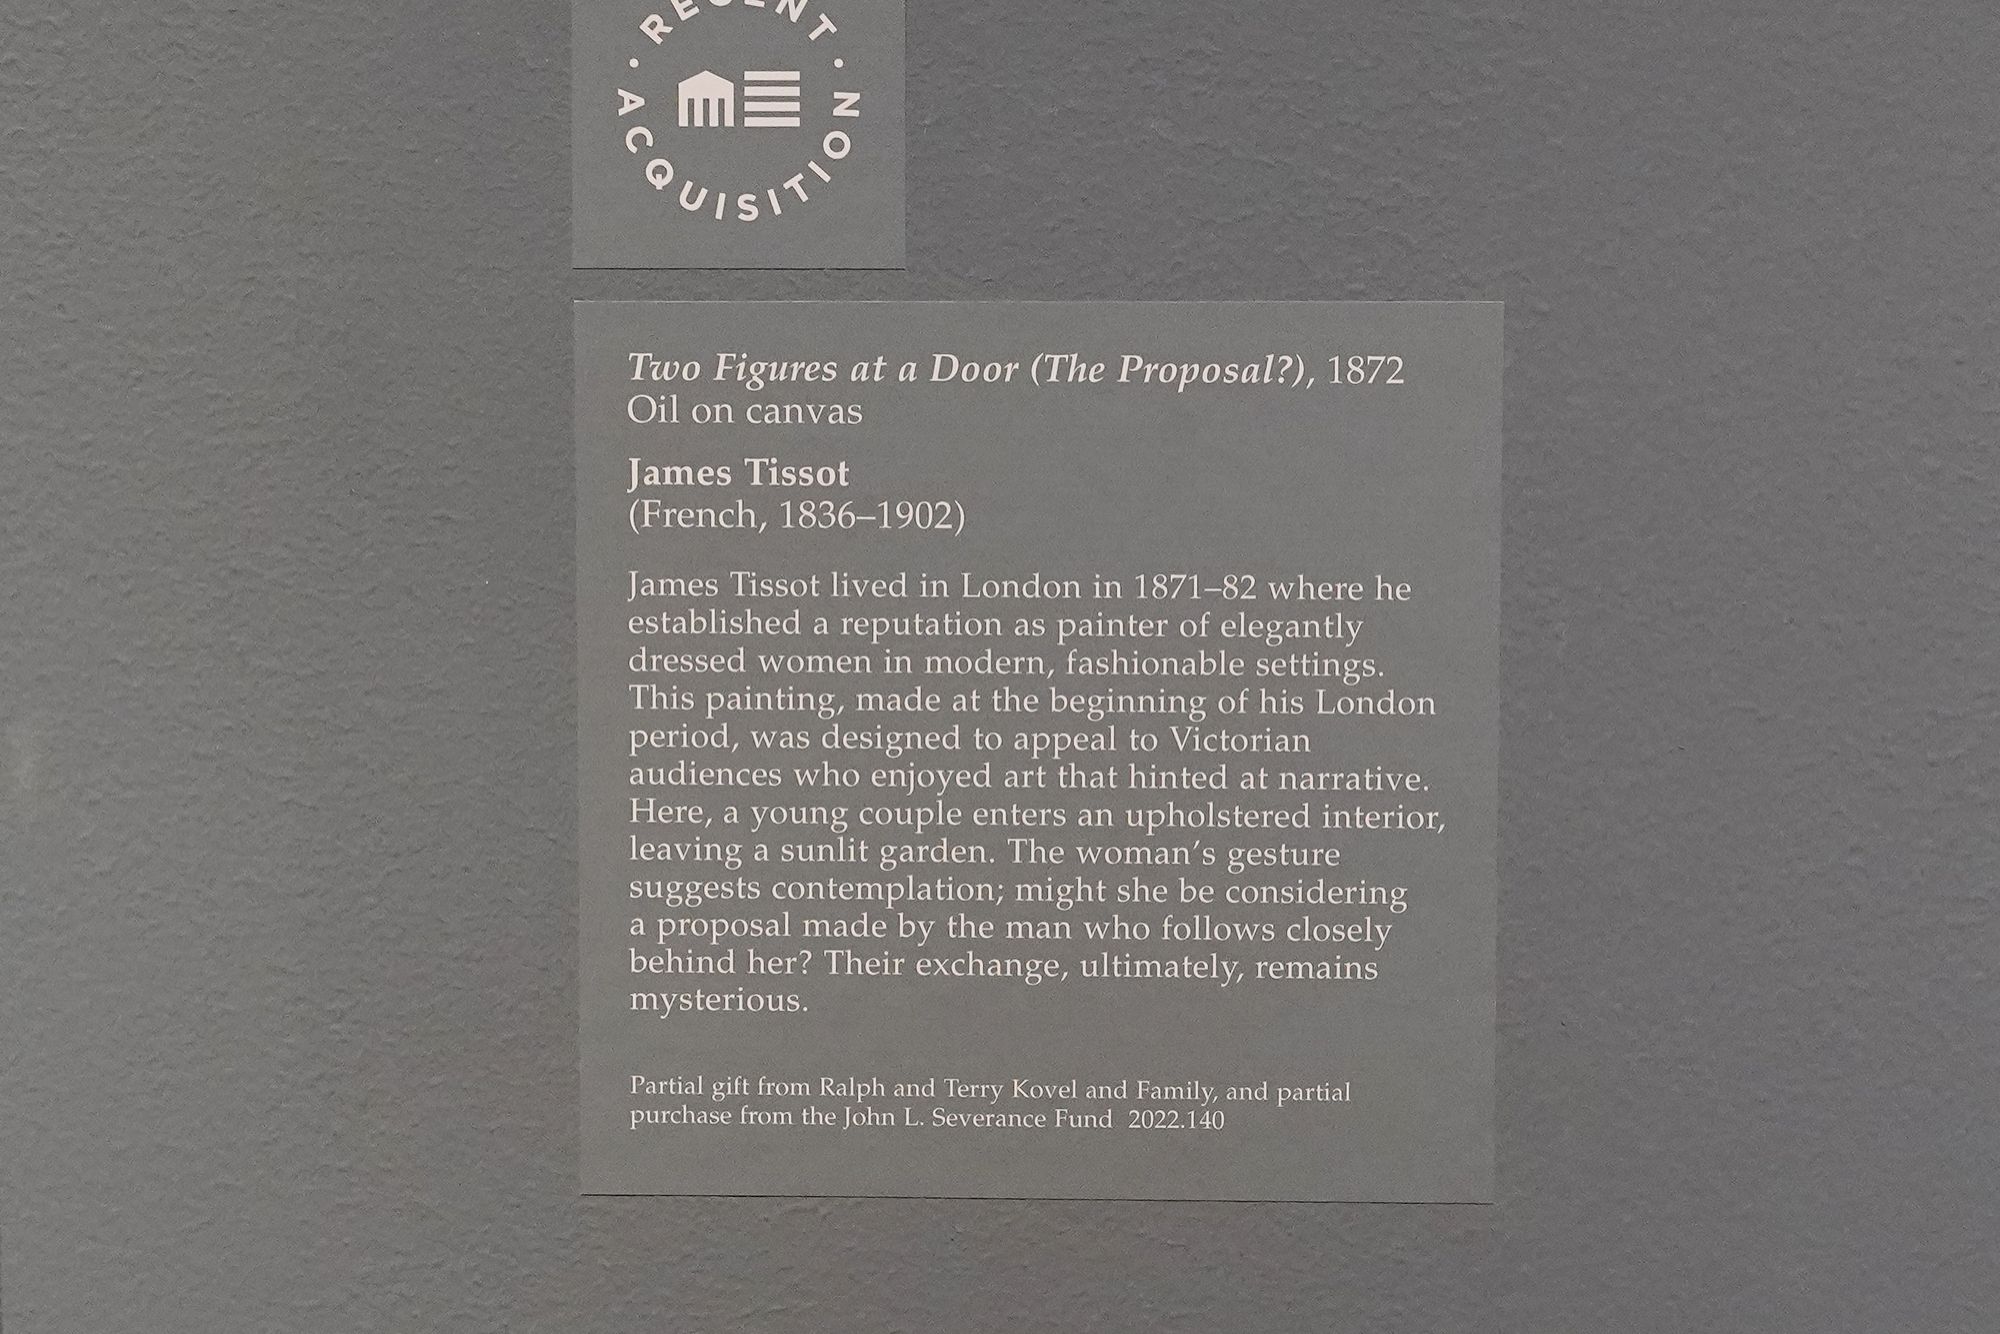 RECENT
ACQUISITION
Two Figures at a Door (The Proposal?), 1872
Oil on canvas
James Tissot
(French, 1836–1902)
James Tissot lived in London in 1871–82 where he
established a reputation as painter of elegantly
dressed women in modern, fashionable settings.
This painting, made at the beginning of his London
period, was designed to appeal to Victorian
audiences who enjoyed art that hinted at narrative.
Here, a young couple enters an upholstered interior,
leaving a sunlit garden. The woman’s gesture
suggests contemplation; might she be considering
a proposal made by the man who follows closely
behind her? Their exchange, ultimately, remains
mysterious.
Partial gift from Ralph and Terry Kovel and Family, and partial
purchase from the John L. Severance Fund 2022.140